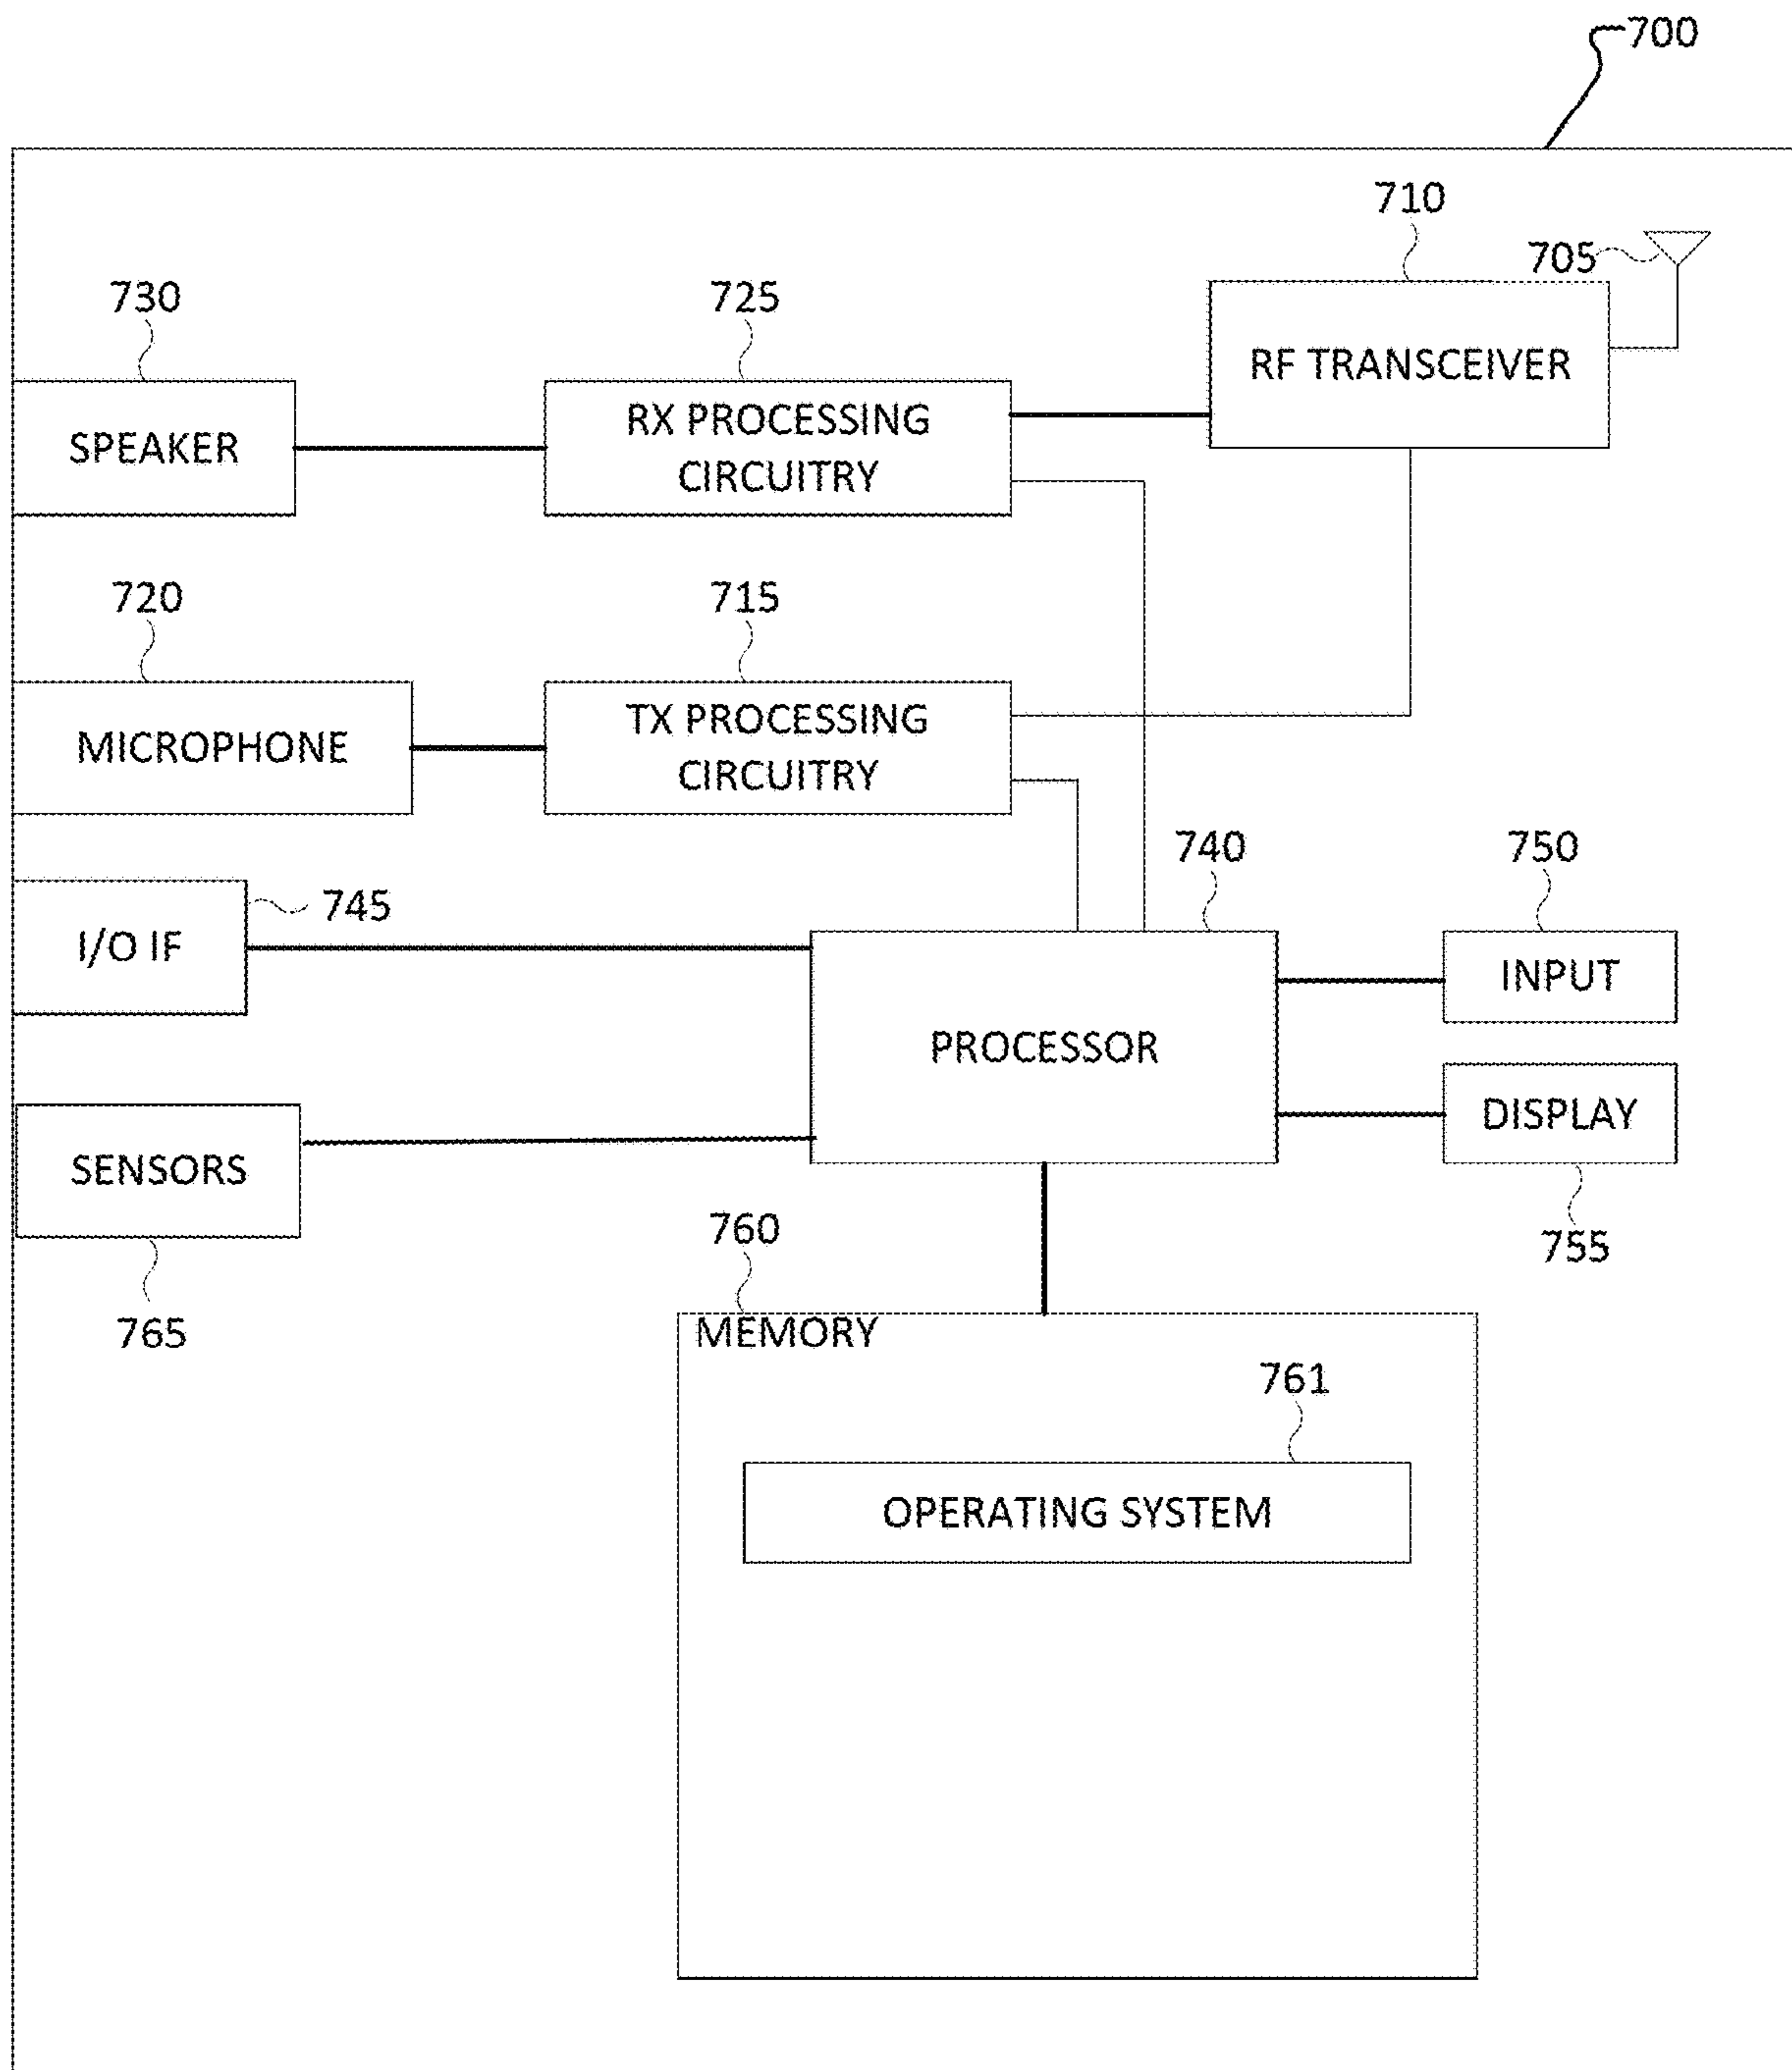 700
710
705
730
725
RF TRANSCEIVER
SPEAKER
RX PROCESSING
CIRCUITRY
720
715
MICROPHONE
TX PROCESSING
CIRCUITRY
740
750
745
I/O IF
INPUT
PROCESSOR
DISPLAY
SENSORS
760
755
765
MEMORY
761
OPERATING SYSTEM